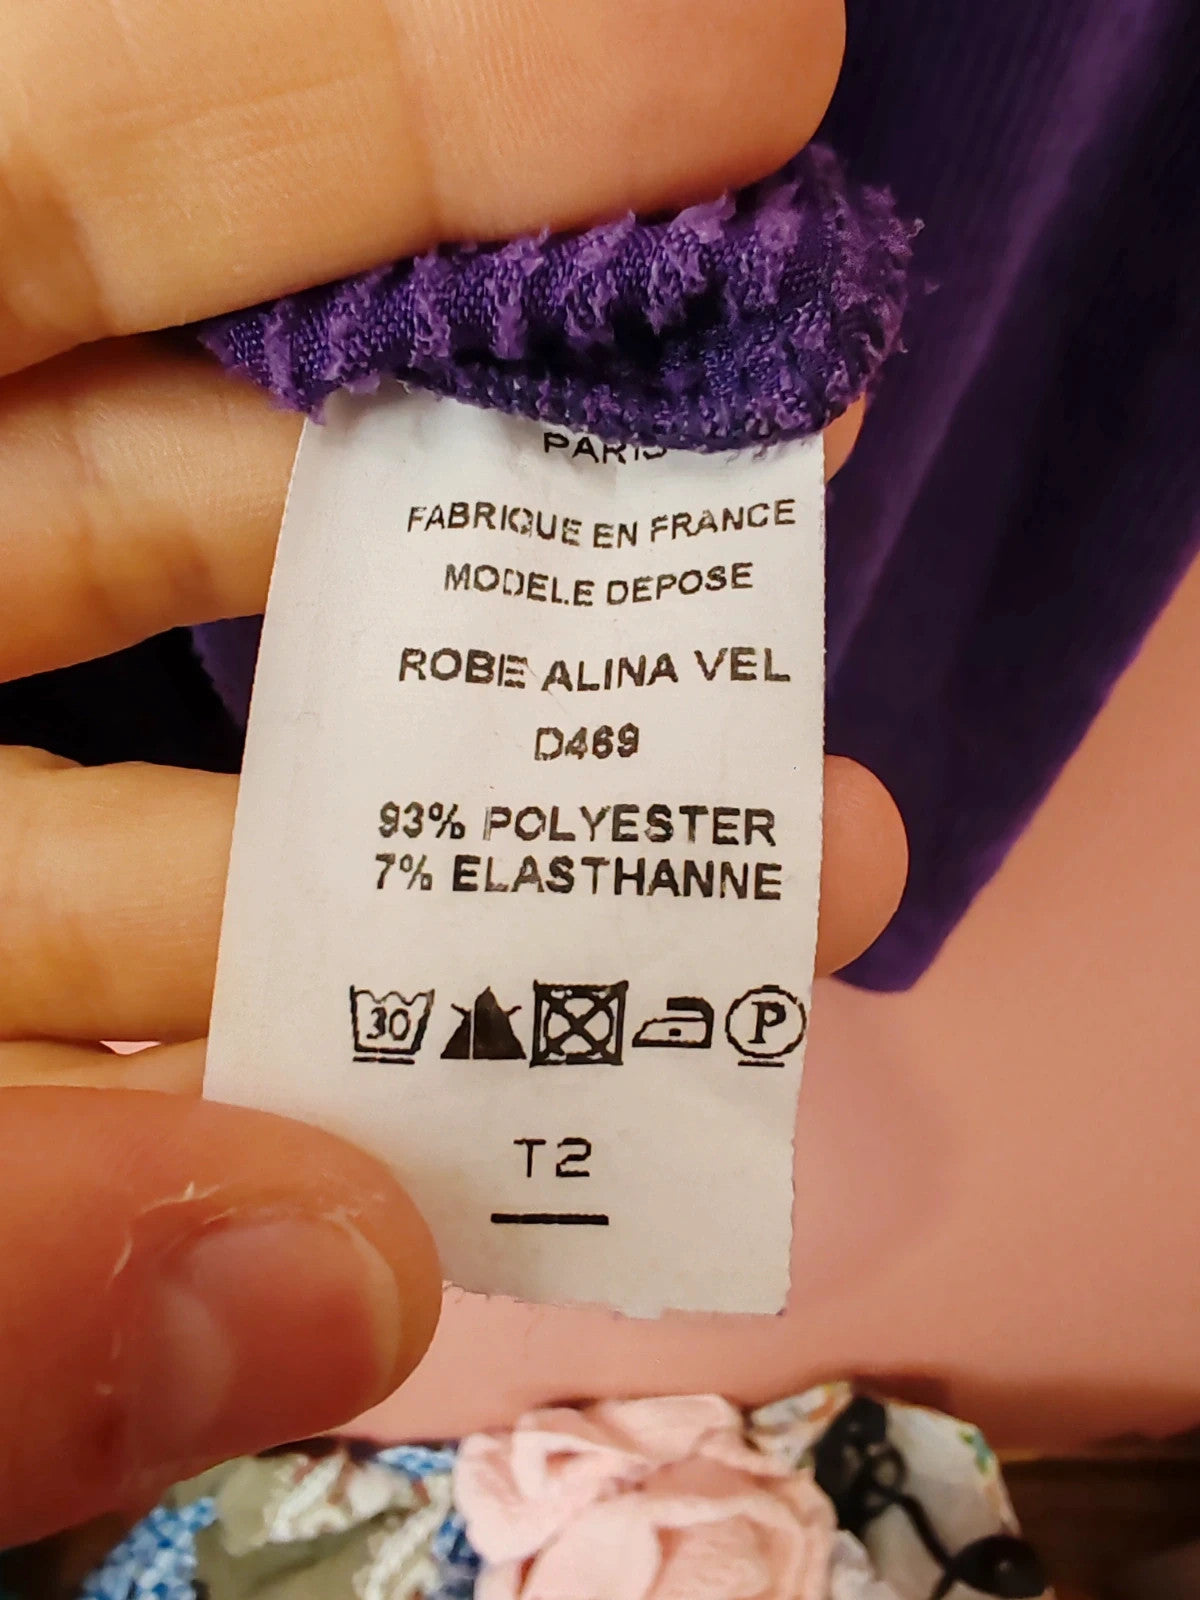 PARIS
FABRIQUE EN FRANCE
MODELE DEPOSE
ROBE ALINA VEL
D469
93% POLYESTER
7% ELASTHANNE
30 P
T2